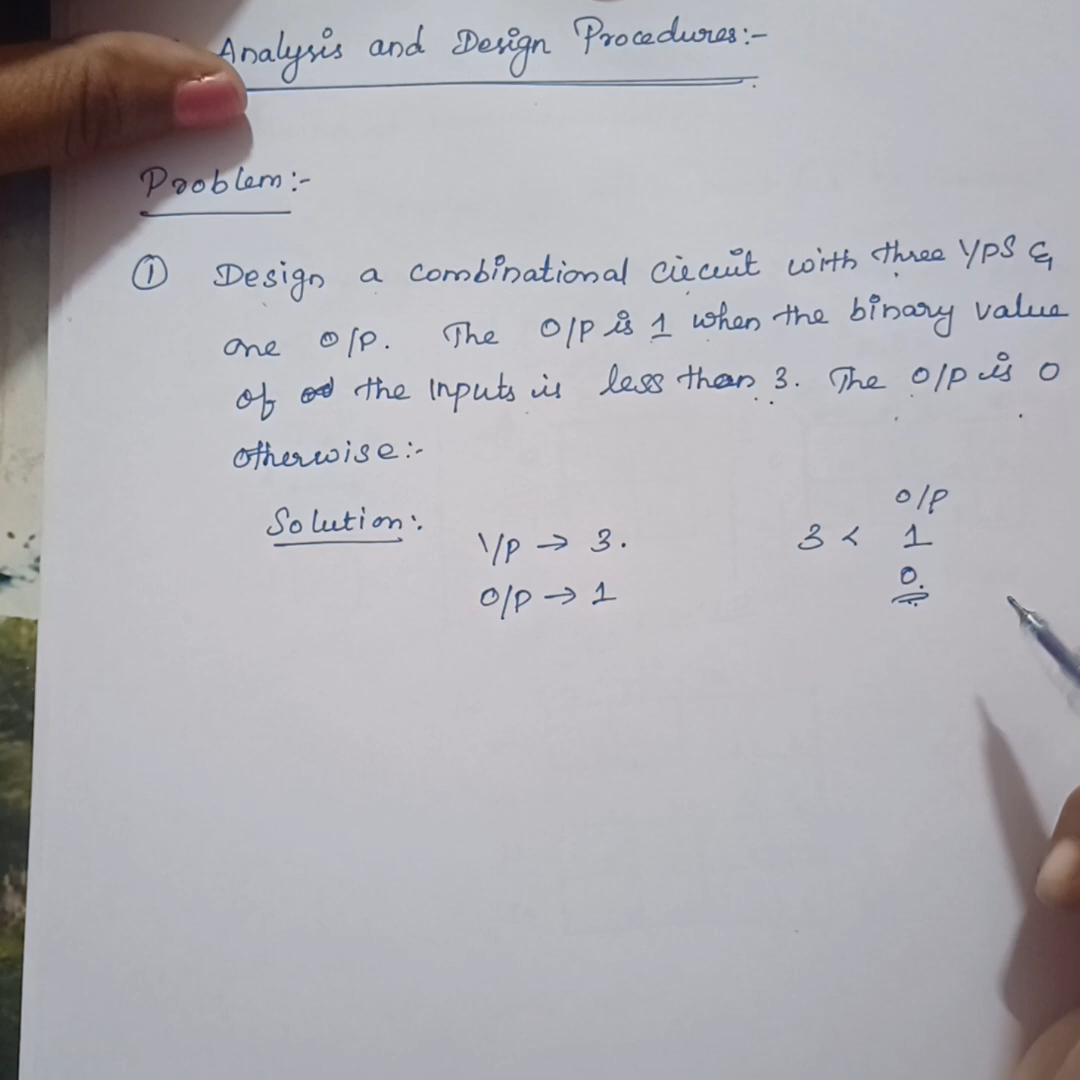 Analysis and Design Procedures:-
Problem:-
① Design a combinational circuit with three I/PS &
one O/P. The O/P is 1 when the binary value
of the Inputs is less than 3. The O/P is 0
otherwise:-
Solution:
I/P → 3.
O/P → 1
O/P
3 < 1
0.